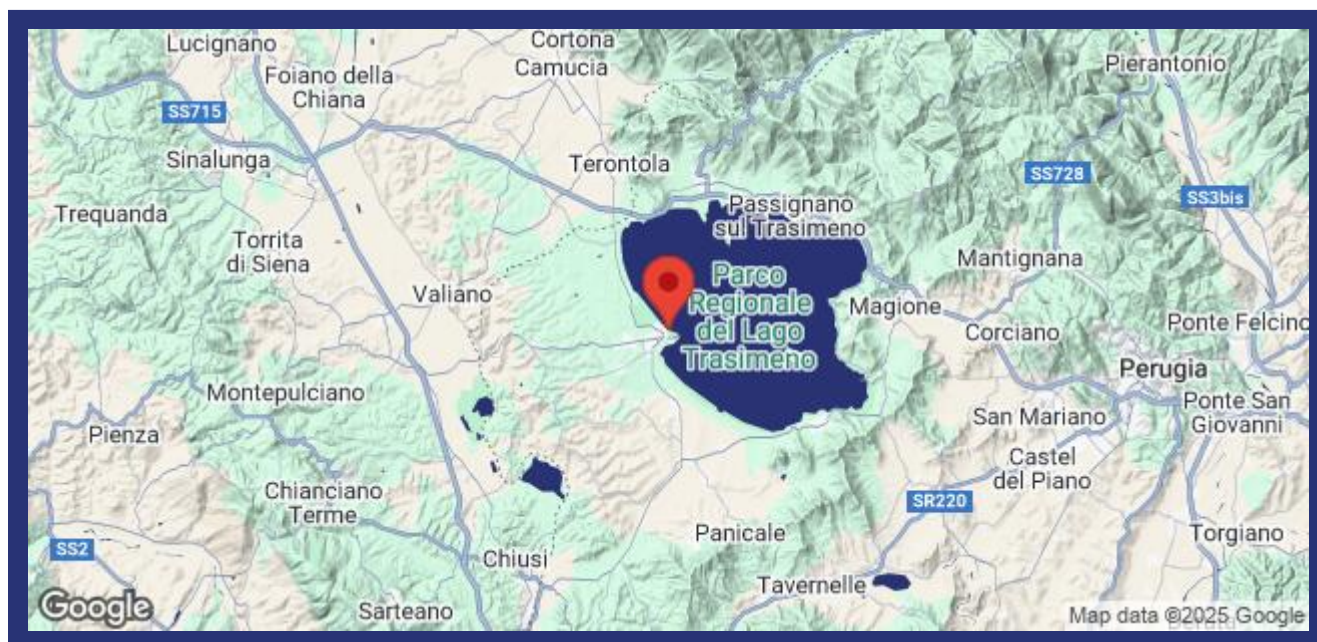 Lucignano
Cortona
Camucia
Pierantonio
Foiano della
Chiana
SS715
Sinalunga
Terontola
SS728
SS3bis
Trequanda
Passignano
sul Trasimeno
Torrita
di Siena
Mantignana
Valiano
Parco
Regionale
del Lago
Trasimeno
Magione
Corciano
Ponte Felcino
Perugia
Montepulciano
Ponte San
Giovanni
San Mariano
Pienza
Castel
del Piano
Chianciano
Terme
SR220
Panicale
Torgiano
SS2
Chiusi
Tavernelle
Sarteano
Google
Map data ©2025 Google